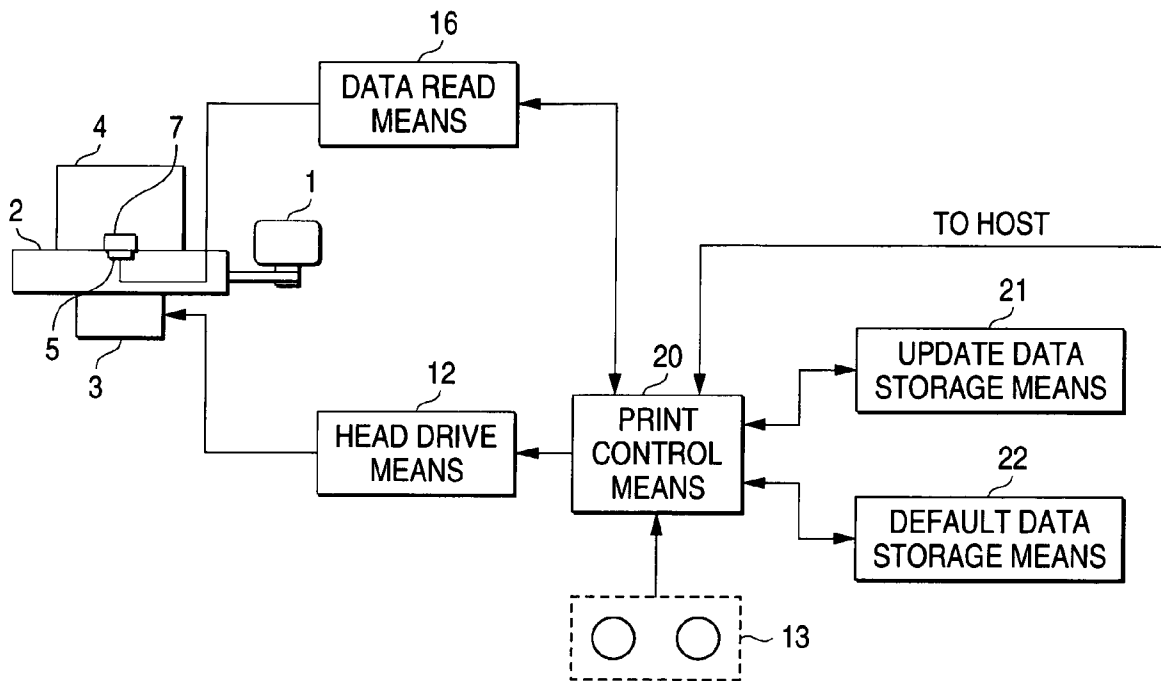 16
DATA READ
MEANS
4
7
1
2
TO HOST
21
UPDATE DATA
STORAGE MEANS
5
3
20
12
PRINT
CONTROL
MEANS
HEAD DRIVE
MEANS
22
DEFAULT DATA
STORAGE MEANS
13